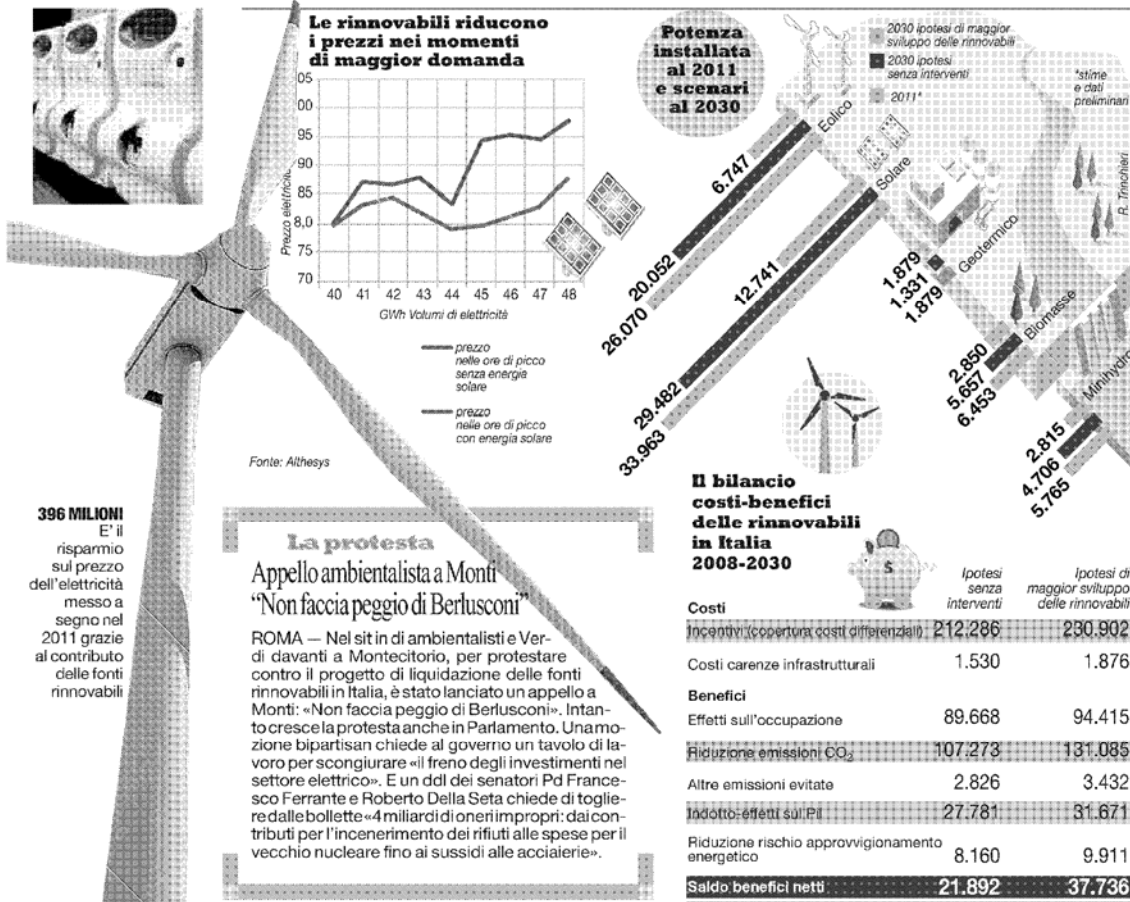 Le rinnovabili riducono
i prezzi nei momenti
di maggior domanda
05
00
95
90
85
8,0
75
70
Prezzo elettricità
40 41 42 43 44 45 46 47 48
GWh Volumi di elettricità
prezzo
nelle ore di picco
senza energia
solare
prezzo
nelle ore di picco
con energia solare
Fonte: Althesys
Potenza
installata
al 2011
e scenari
al 2030
2030 ipotesi di maggior
sviluppo delle rinnovabili
2030 ipotesi
senza interventi
2011*
*stime
e dati
preliminari
R. Trinchieri
Eolico
6.747
20.052
26.070
Solare
12.741
29.482
33.963
Geotermico
1.879
1.331
1.879
Biomasse
2.850
5.657
6.453
Minihydro
2.815
4.706
5.765
396 MILIONI
E' il
risparmio
sul prezzo
dell'elettricità
messo a
segno nel
2011 grazie
al contributo
delle fonti
rinnovabili
La protesta
Appello ambientalista a Monti
“Non faccia peggio di Berlusconi”
ROMA — Nel sit in di ambientalisti e Ver-
di davanti a Montecitorio, per protestare
contro il progetto di liquidazione delle fonti
rinnovabili in Italia, è stato lanciato un appello a
Monti: «Non faccia peggio di Berlusconi». Intan-
to cresce la protesta anche in Parlamento. Una mo-
zione bipartisan chiede al governo un tavolo di la-
voro per scongiurare «il freno degli investimenti nel
settore elettrico». E un ddl dei senatori Pd France-
sco Ferrante e Roberto Della Seta chiede di toglie-
re dalle bollette «4 miliardi di oneri impropri: dai con-
tributi per l'incenerimento dei rifiuti alle spese per il
vecchio nucleare fino ai sussidi alle acciaierie».
Il bilancio
costi-benefici
delle rinnovabili
in Italia
2008-2030
$
Ipotesi
senza
interventi
Ipotesi di
maggior sviluppo
delle rinnovabili
Costi
Incentivi (copertura costi differenziali) 212.286 230.902
Costi carenze infrastrutturali 1.530 1.876
Benefici
Effetti sull'occupazione 89.668 94.415
Riduzione emissioni CO₂ 107.273 131.085
Altre emissioni evitate 2.826 3.432
Indotto-effetti sul Pil 27.781 31.671
Riduzione rischio approvvigionamento
energetico 8.160 9.911
Saldo benefici netti 21.892 37.736